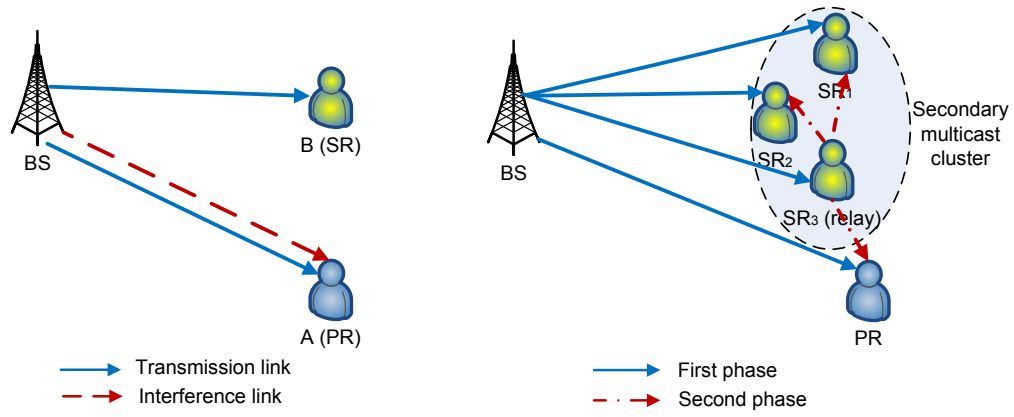 BS
B (SR)
A (PR)
Transmission link
Interference link
BS
SR1
SR2
SR3 (relay)
Secondary
multicast
cluster
PR
First phase
Second phase